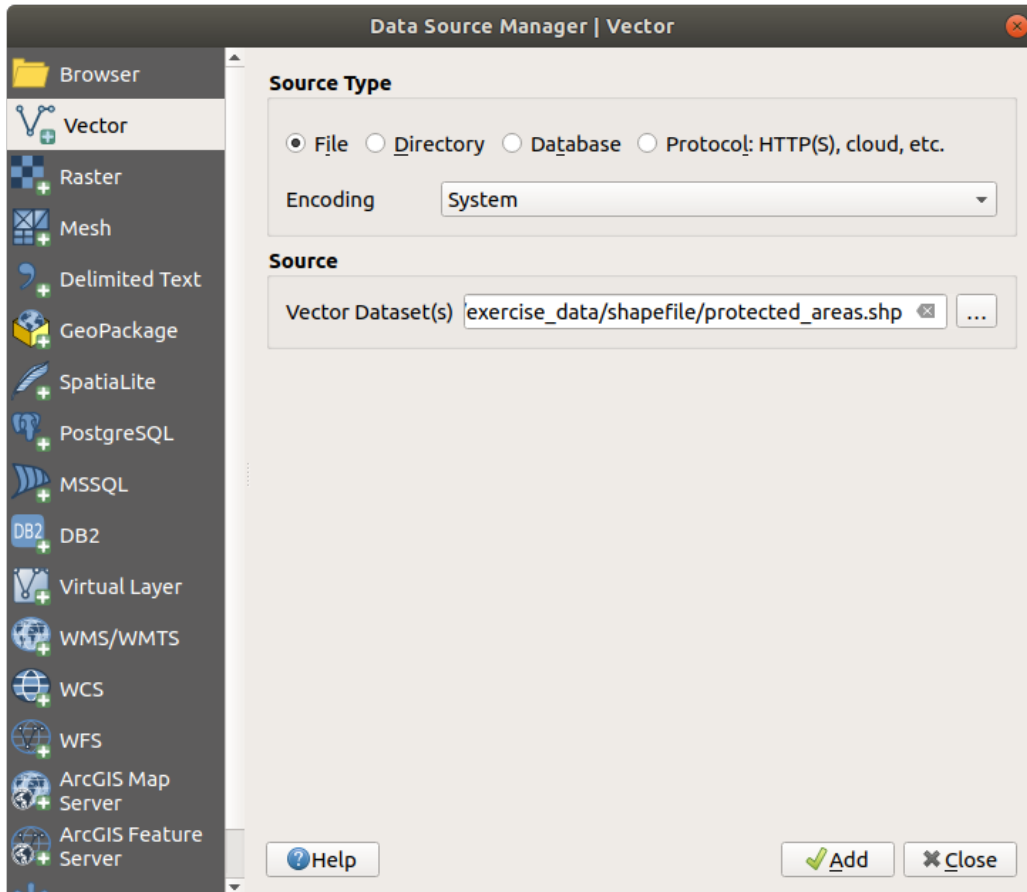 Data Source Manager | Vector
Browser
Vector
Raster
Mesh
Delimited Text
GeoPackage
SpatiaLite
PostgreSQL
MSSQL
DB2
DB2
Virtual Layer
WMS/WMTS
WCS
WFS
ArcGIS Map
Server
ArcGIS Feature
Server
Source Type
File Directory Database Protocol: HTTP(S), cloud, etc.
Encoding System
Source
Vector Dataset(s) /exercise_data/shapefile/protected_areas.shp ...
Help Add Close